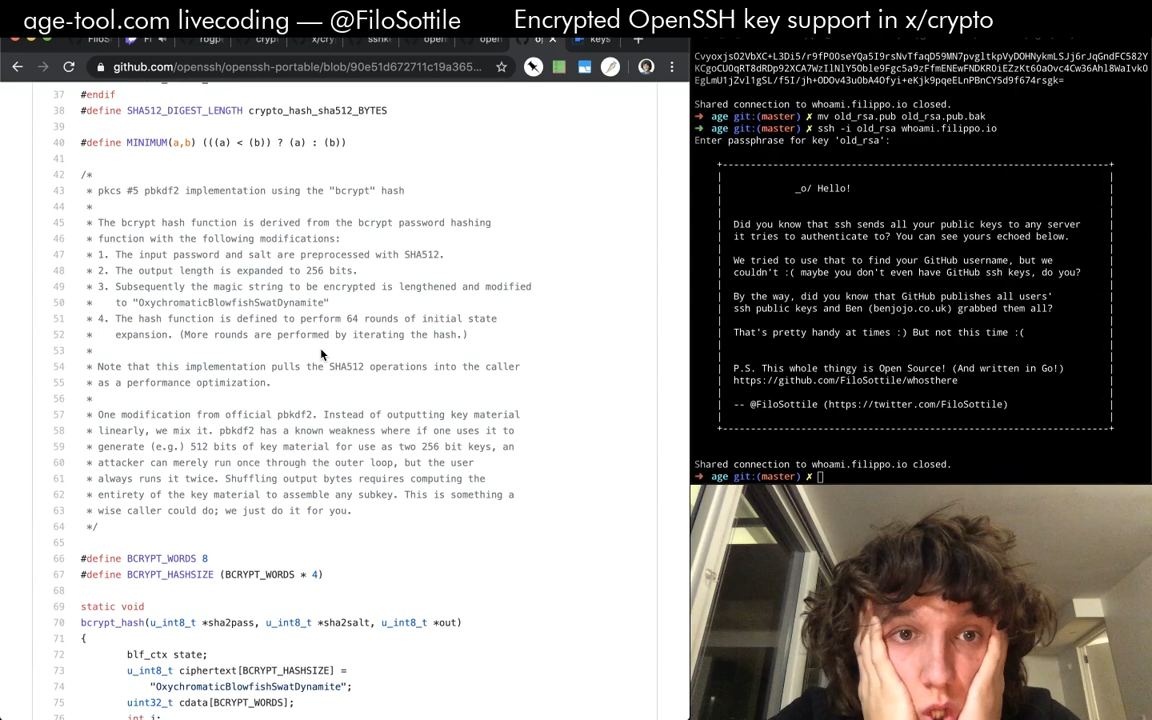 age-tool.com livecoding — @FiloSottile
Encrypted OpenSSH key support in x/crypto
github.com/openssh/openssh-portable/blob/90e51d672711c19a365...
37 #endif
38 #define SHA512_DIGEST_LENGTH crypto_hash_sha512_BYTES
39
40 #define MINIMUM(a,b) (((a) < (b)) ? (a) : (b))
41
42 /*
43 * pkcs #5 pbkdf2 implementation using the "bcrypt" hash
44 *
45 * The bcrypt hash function is derived from the bcrypt password hashing
46 * function with the following modifications:
47 * 1. The input password and salt are preprocessed with SHA512.
48 * 2. The output length is expanded to 256 bits.
49 * 3. Subsequently the magic string to be encrypted is lengthened and modified
50 *    to "OxychromaticBlowfishSwatDynamite"
51 * 4. The hash function is defined to perform 64 rounds of initial state
52 *    expansion. (More rounds are performed by iterating the hash.)
53 *
54 * Note that this implementation pulls the SHA512 operations into the caller
55 * as a performance optimization.
56 *
57 * One modification from official pbkdf2. Instead of outputting key material
58 * linearly, we mix it. pbkdf2 has a known weakness where if one uses it to
59 * generate (e.g.) 512 bits of key material for use as two 256 bit keys, an
60 * attacker can merely run once through the outer loop, but the user
61 * always runs it twice. Shuffling output bytes requires computing the
62 * entirety of the key material to assemble any subkey. This is something a
63 * wise caller could do; we just do it for you.
64 */
65
66 #define BCRYPT_WORDS 8
67 #define BCRYPT_HASHSIZE (BCRYPT_WORDS * 4)
68
69 static void
70 bcrypt_hash(u_int8_t *sha2pass, u_int8_t *sha2salt, u_int8_t *out)
71 {
72 blf_ctx state;
73 u_int8_t ciphertext[BCRYPT_HASHSIZE] =
74 "OxychromaticBlowfishSwatDynamite";
75 uint32_t cdata[BCRYPT_WORDS];
76 int i;
Shared connection to whoami.filippo.io closed.
➜ age git:(master) ✗ mv old_rsa.pub old_rsa.pub.bak
➜ age git:(master) ✗ ssh -i old_rsa whoami.filippo.io
Enter passphrase for key 'old_rsa':
_o/ Hello!
Did you know that ssh sends all your public keys to any server
it tries to authenticate to? You can see yours echoed below.
We tried to use that to find your GitHub username, but we
couldn't :( maybe you don't even have GitHub ssh keys, do you?
By the way, did you know that GitHub publishes all users'
ssh public keys and Ben (benjojo.co.uk) grabbed them all?
That's pretty handy at times :) But not this time :(
P.S. This whole thingy is Open Source! (And written in Go!)
https://github.com/FiloSottile/whosthere
-- @FiloSottile (https://twitter.com/FiloSottile)
Shared connection to whoami.filippo.io closed.
➜ age git:(master) ✗